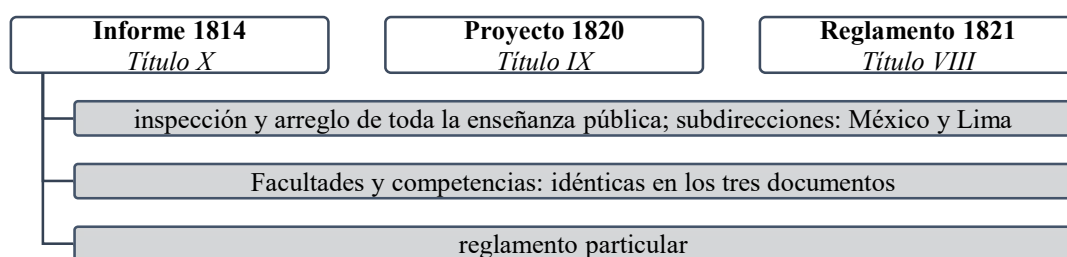 Informe 1814
Título X
Proyecto 1820
Título IX
Reglamento 1821
Título VIII
inspección y arreglo de toda la enseñanza pública; subdirecciones: México y Lima
Facultades y competencias: idénticas en los tres documentos
reglamento particular